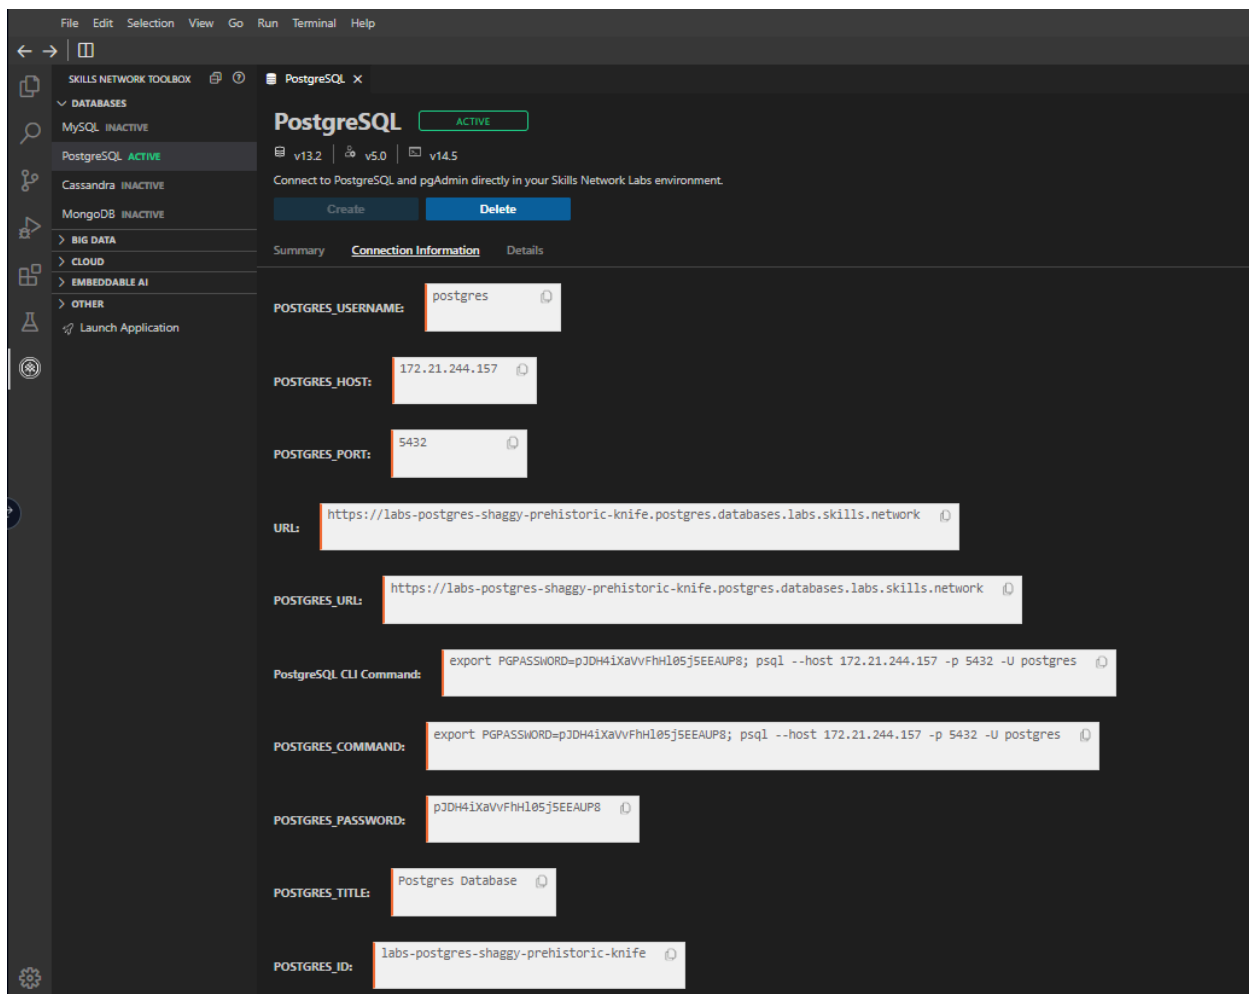 File Edit Selection View Go Run Terminal Help
SKILLS NETWORK TOOLBOX
PostgreSQL
DATABASES
MySQL INACTIVE
PostgreSQL ACTIVE
Cassandra INACTIVE
MongoDB INACTIVE
BIG DATA
CLOUD
EMBEDDABLE AI
OTHER
Launch Application
PostgreSQL ACTIVE
v13.2 v5.0 v14.5
Connect to PostgreSQL and pgAdmin directly in your Skills Network Labs environment.
Create Delete
Summary Connection Information Details
POSTGRES_USERNAME: postgres
POSTGRES_HOST: 172.21.244.157
POSTGRES_PORT: 5432
URL: https://labs-postgres-shaggy-prehistoric-knife.postgres.databases.labs.skills.network
POSTGRES_URL: https://labs-postgres-shaggy-prehistoric-knife.postgres.databases.labs.skills.network
PostgreSQL CLI Command: export PGPASSWORD=pJDH4iXaVvFhHl05j5EEAUP8; psql --host 172.21.244.157 -p 5432 -U postgres
POSTGRES_COMMAND: export PGPASSWORD=pJDH4iXaVvFhHl05j5EEAUP8; psql --host 172.21.244.157 -p 5432 -U postgres
POSTGRES_PASSWORD: pJDH4iXaVvFhHl05j5EEAUP8
POSTGRES_TITLE: Postgres Database
POSTGRES_ID: labs-postgres-shaggy-prehistoric-knife